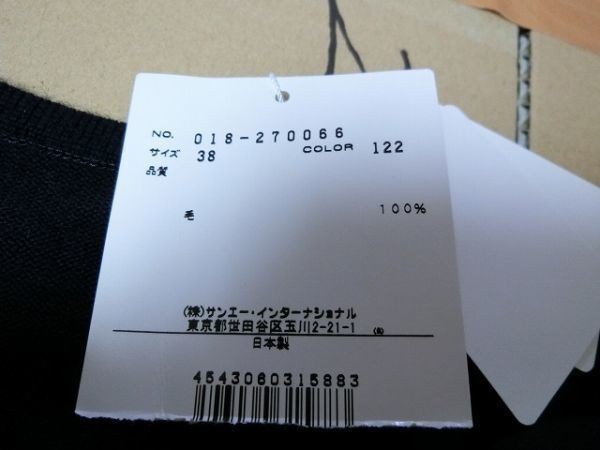 NO. 018-270066
サイズ 38 COLOR 122
品質
毛 100%
(株)サンエー・インターナショナル
東京都世田谷区玉川2-21-1
日本製
4543060315883